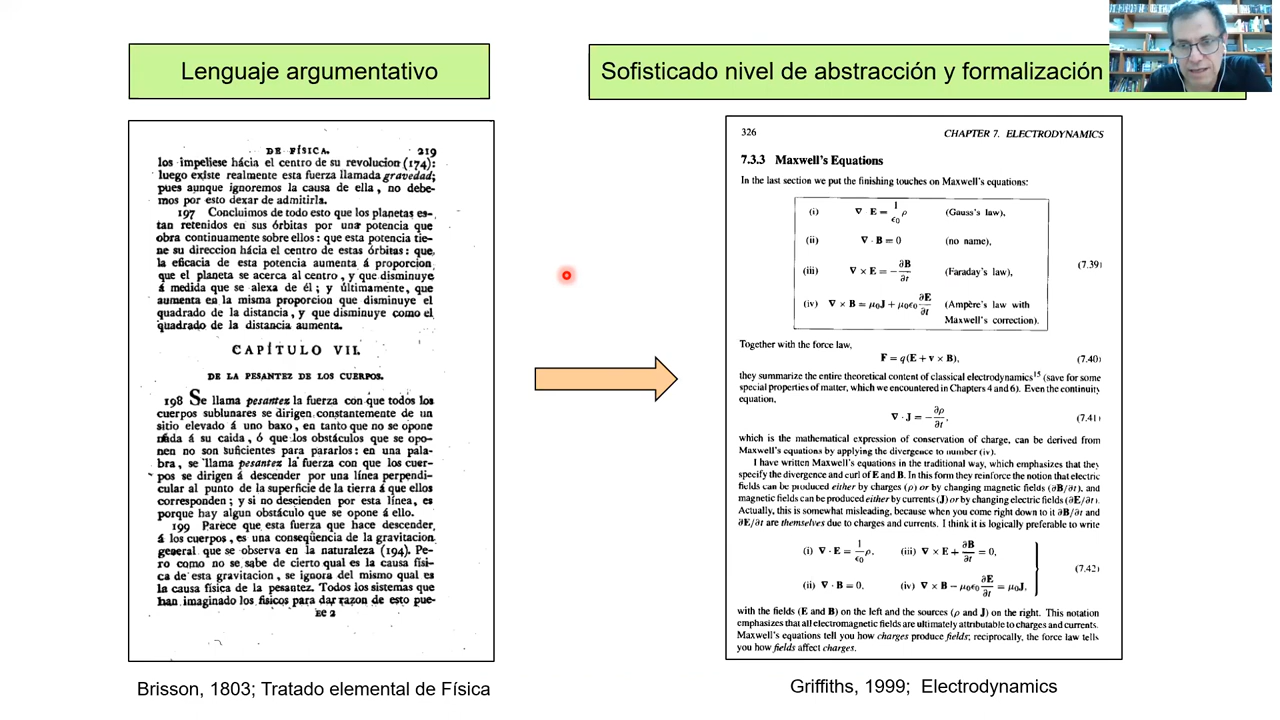 Lenguaje argumentativo
Sofisticado nivel de abstracción y formalización
DE FÍSICA. 219
los impeliese hácia el centro de su revolucion (174):
luego existe realmente esta fuerza llamada gravedad;
pues aunque ignoremos la causa de ella, no debe-
mos por esto dexar de admitirla.
197 Concluimos de todo esto que los planetas es-
tan retenidos en sus órbitas por una potencia que
obra continuamente sobre ellos: que esta potencia tie-
ne su direccion hácia el centro de estas órbitas: que
la eficacia de esta potencia aumenta á proporcion
que el planeta se acerca al centro, y que disminuye
á medida que se alexa de él; y últimamente, que
aumenta en la misma proporcion que disminuye el
quadrado de la distancia, y que disminuye como el
quadrado de la distancia aumenta.
CAPÍTULO VII.
DE LA PESANTEZ DE LOS CUERPOS.
198 Se llama pesantez la fuerza con que todos los
cuerpos sublunares se dirigen constantemente de un
sitio elevado á uno baxo, en tanto que no se opone
nada á su caida, ó que los obstáculos que se opo-
nen no son suficientes para pararlos: en una pala-
bra, se llama pesantez la fuerza con que los cuer-
pos se dirigen á descender por una línea perpendi-
cular al punto de la superficie de la tierra á que ellos
corresponden; y si no descienden por esta línea, es
porque hay algun obstáculo que se opone á ello.
199 Parece que esta fuerza que hace descender
á los cuerpos, es una conseqüencia de la gravitacion
general que se observa en la naturaleza (194). Pe-
ro como no se sabe de cierto qual es la causa físi-
ca de esta gravitacion, se ignora del mismo qual es
la causa física de la pesantez. Todos los sistemas que
han imaginado los físicos para dar razon de esto pue-
Ee 2
Brisson, 1803; Tratado elemental de Física
326 CHAPTER 7. ELECTRODYNAMICS
7.3.3 Maxwell's Equations
In the last section we put the finishing touches on Maxwell's equations:
(i) ∇ E = 1/ϵ0 ρ (Gauss's law),
(ii) ∇ · B = 0 (no name),
(iii) ∇ × E = −∂B/∂t (Faraday's law), (7.39)
(iv) ∇ × B = μ0J + μ0ϵ0 ∂E/∂t (Ampère's law with
Maxwell's correction).
Together with the force law,
F = q(E + v × B), (7.40)
they summarize the entire theoretical content of classical electrodynamics15 (save for some
special properties of matter, which we encountered in Chapters 4 and 6). Even the continuity
equation,
∇ · J = −∂ρ/∂t, (7.41)
which is the mathematical expression of conservation of charge, can be derived from
Maxwell's equations by applying the divergence to number (iv).
I have written Maxwell's equations in the traditional way, which emphasizes that they
specify the divergence and curl of E and B. In this form they reinforce the notion that electric
fields can be produced either by charges (ρ) or by changing magnetic fields (∂B/∂t), and
magnetic fields can be produced either by currents (J) or by changing electric fields (∂E/∂t).
Actually, this is somewhat misleading, because when you come right down to it ∂B/∂t and
∂E/∂t are themselves due to charges and currents. I think it is logically preferable to write
(i) ∇ · E = 1/ϵ0 ρ, (iii) ∇ × E + ∂B/∂t = 0,
(ii) ∇ · B = 0, (iv) ∇ × B − μ0ϵ0 ∂E/∂t = μ0J, (7.42)
with the fields (E and B) on the left and the sources (ρ and J) on the right. This notation
emphasizes that all electromagnetic fields are ultimately attributable to charges and currents.
Maxwell's equations tell you how charges produce fields; reciprocally, the force law tells
you how fields affect charges.
Griffiths, 1999; Electrodynamics